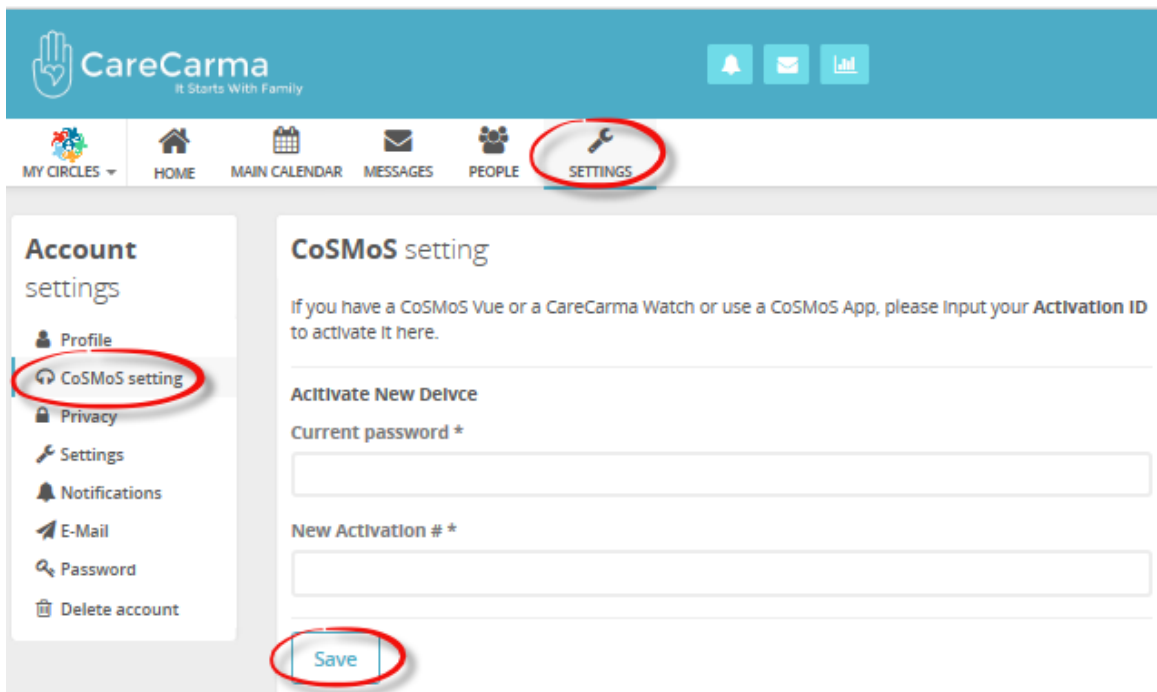 CareCarma
It Starts With Family
MY CIRCLES
HOME
MAIN CALENDAR
MESSAGES
PEOPLE
SETTINGS
Account
settings
Profile
CoSMoS setting
Privacy
Settings
Notifications
E-Mail
Password
Delete account
CoSMoS setting
If you have a CoSMoS Vue or a CareCarma Watch or use a CoSMoS App, please input your Activation ID
to activate it here.
Acitivate New Deivce
Current password *
New Activation # *
Save